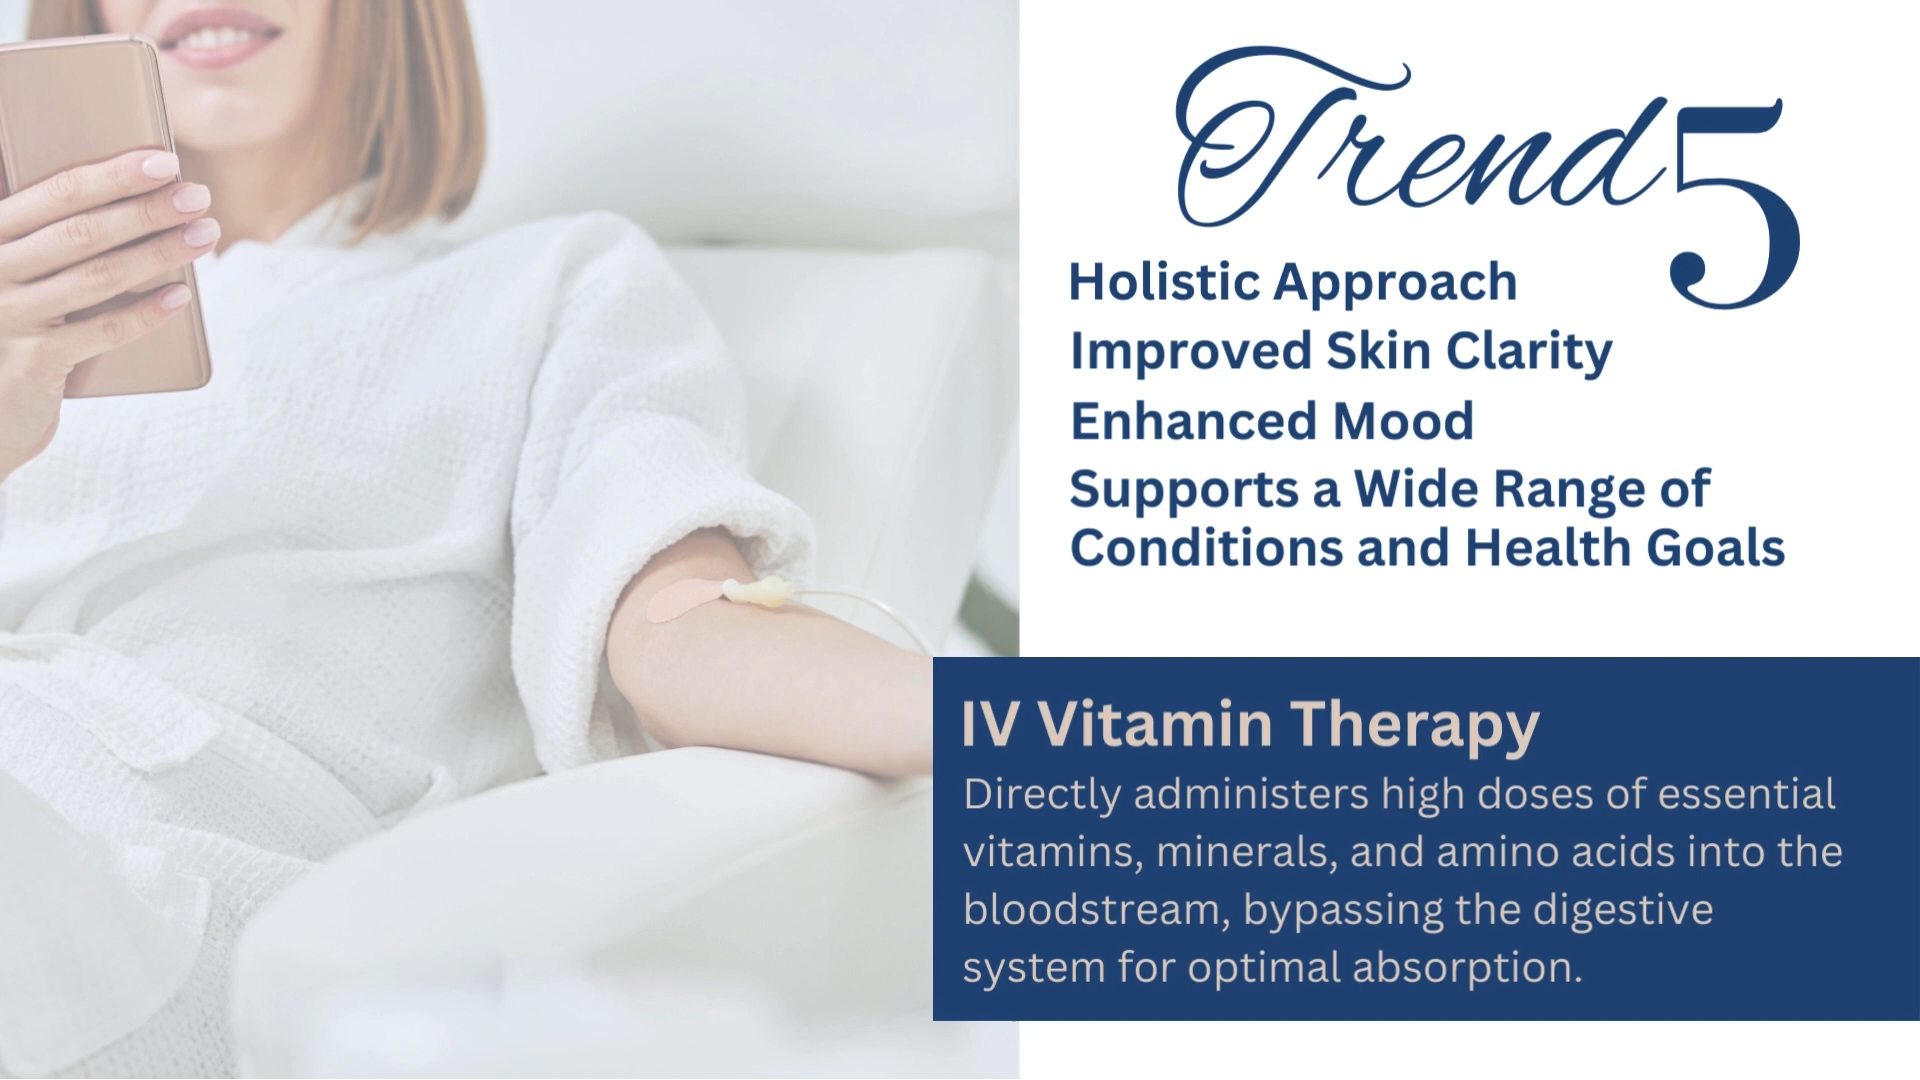 Trend 5
Holistic Approach
Improved Skin Clarity
Enhanced Mood
Supports a Wide Range of
Conditions and Health Goals
IV Vitamin Therapy
Directly administers high doses of essential
vitamins, minerals, and amino acids into the
bloodstream, bypassing the digestive
system for optimal absorption.